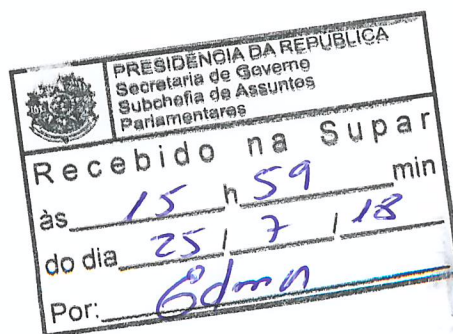 PRESIDÊNCIA DA REPÚBLICA
Secretaria de Governo
Subchefia de Assuntos
Parlamentares
Recebido na Supar
às 15 h 59 min
do dia 25 / 7 / 18
Por: Edma